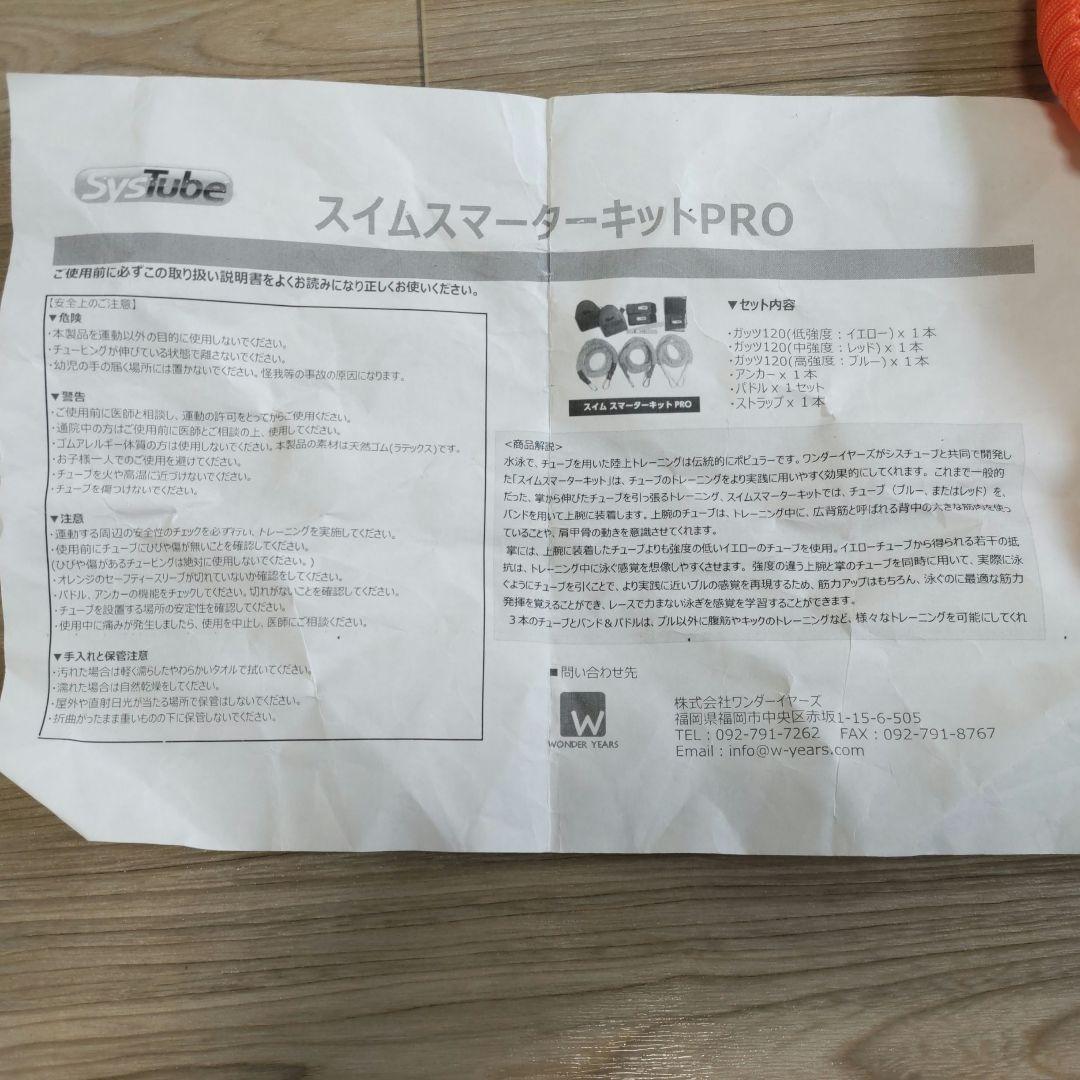 SysTube
スイムスマーターキットPRO
ご使用前に必ずこの取り扱い説明書をよくお読みになり正しくお使いください。
【安全上のご注意】
▼危険
・本製品を運動以外の目的に使用しないでください。
・チュービングが伸びている状態で離さないでください。
・幼児の手の届く場所には置かないでください。怪我等の事故の原因になります。
▼警告
・ご使用前に医師と相談し、運動の許可をとってからご使用ください。
・通院中の方はご使用前に医師とご相談の上、使用してください。
・ゴムアレルギー体質の方は使用しないでください。本製品の素材は天然ゴム(ラテックス)です。
・お子様一人でのご使用を避けてください。
・チューブを火や高温に近づけないでください。
・チューブを傷つけないでください。
▼注意
・運動する周辺の安全性のチェックを必ず行い、トレーニングを実施してください。
・使用前にチューブにひびや傷が無いことを確認してください。
(ひびや傷があるチュービングは絶対に使用しないでください。)
・オレンジのセーフティースリーブが切れていないか確認をしてください。
・パドル、アンカーの機能をチェックしてください。切れがないことを確認してください。
・チューブを設置する場所の安定性を確認してください。
・使用中に痛みが発生しましたら、使用を中止し、医師にご相談ください。
▼手入れと保管注意
・汚れた場合は軽く濡らしたやわらかいタオルで拭いてください。
・濡れた場合は自然乾燥をしてください。
・屋外や直射日光が当たる場所で保管はしないでください。
・折曲がったまま重いものの下に保管しないでください。
スイム スマーターキット PRO
▼セット内容
・ガッツ120(低強度：イエロー) x 1本
・ガッツ120(中強度：レッド) x 1本
・ガッツ120(高強度：ブルー) x 1本
・アンカー x 1本
・パドル x 1セット
・ストラップ x 1本
<商品解説>
水泳で、チューブを用いた陸上トレーニングは伝統的にポピュラーです。ワンダーイヤーズがシスチューブと共同で開発し
た「スイムスマーターキット」は、チューブのトレーニングをより実践に用いやすく効果的にしてくれます。これまで一般的
だった、掌から伸びたチューブを引っ張るトレーニング、スイムスマーターキットでは、チューブ（ブルー、またはレッド）を、
バンドを用いて上腕に装着します。上腕のチューブは、トレーニング中に、広背筋と呼ばれる背中の大きな筋肉を使っ
ていることや、肩甲骨の動きを意識させてくれます。
掌には、上腕に装着したチューブよりも強度の低いイエローのチューブを使用。イエローチューブから得られる若干の抵
抗は、トレーニング中に泳ぐ感覚を想像しやすくさせます。強度の違う上腕と掌のチューブを同時に用いて、実際に泳
ぐようにチューブを引くことで、より実践に近いプルの感覚を再現するため、筋力アップはもちろん、泳ぐのに最適な筋力
発揮を覚えることができ、レースで力まない泳ぎを感覚を学習することができます。
３本のチューブとバンド＆パドルは、プル以外に腹筋やキックのトレーニングなど、様々なトレーニングを可能にしてくれ
■問い合わせ先
W
WONDER YEARS
株式会社ワンダーイヤーズ
福岡県福岡市中央区赤坂1-15-6-505
TEL：092-791-7262 FAX：092-791-8767
Email：info@w-years.com